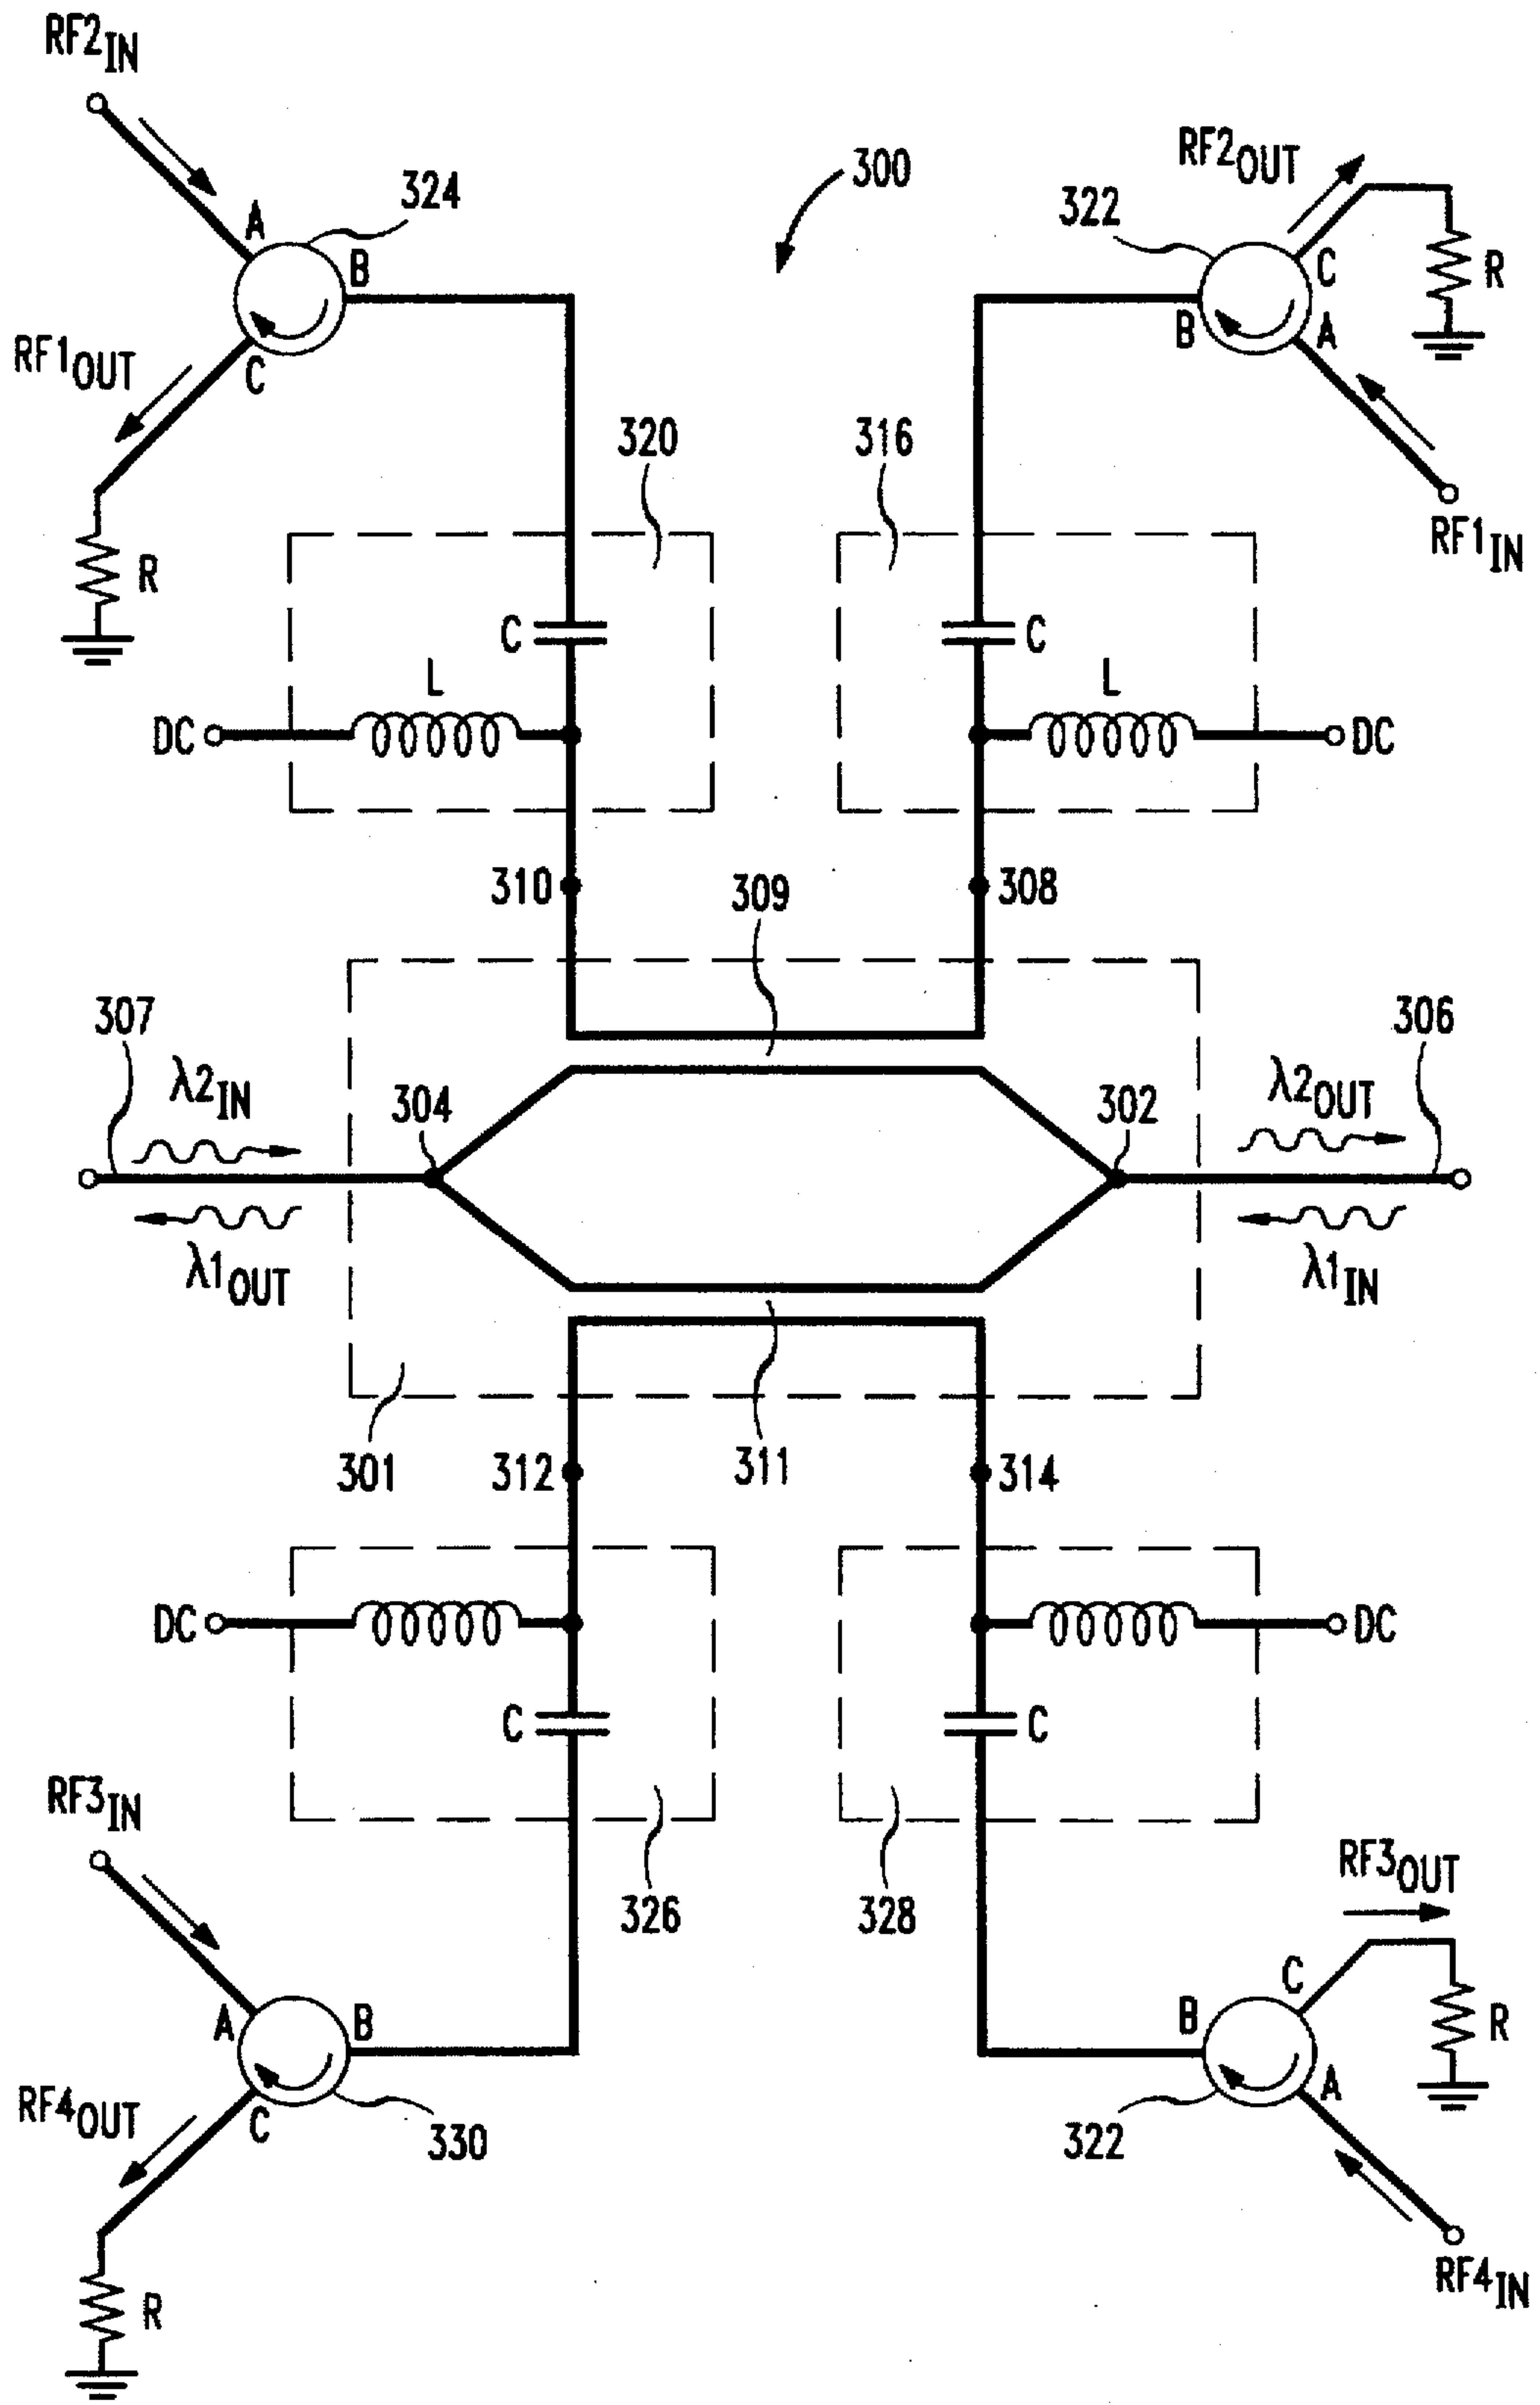 RF2IN
300
RF2OUT
324
322
A
B
C
R
B
A
RF1OUT
C
RF1IN
R
320
316
C
C
L
L
DC
DC
310
309
308
307
306
λ2IN
304
302
λ2OUT
λ1OUT
λ1IN
301
312
311
314
DC
DC
C
C
RF3IN
326
328
RF3OUT
A
B
B
C
R
A
RF4OUT
C
330
322
R
RF4IN